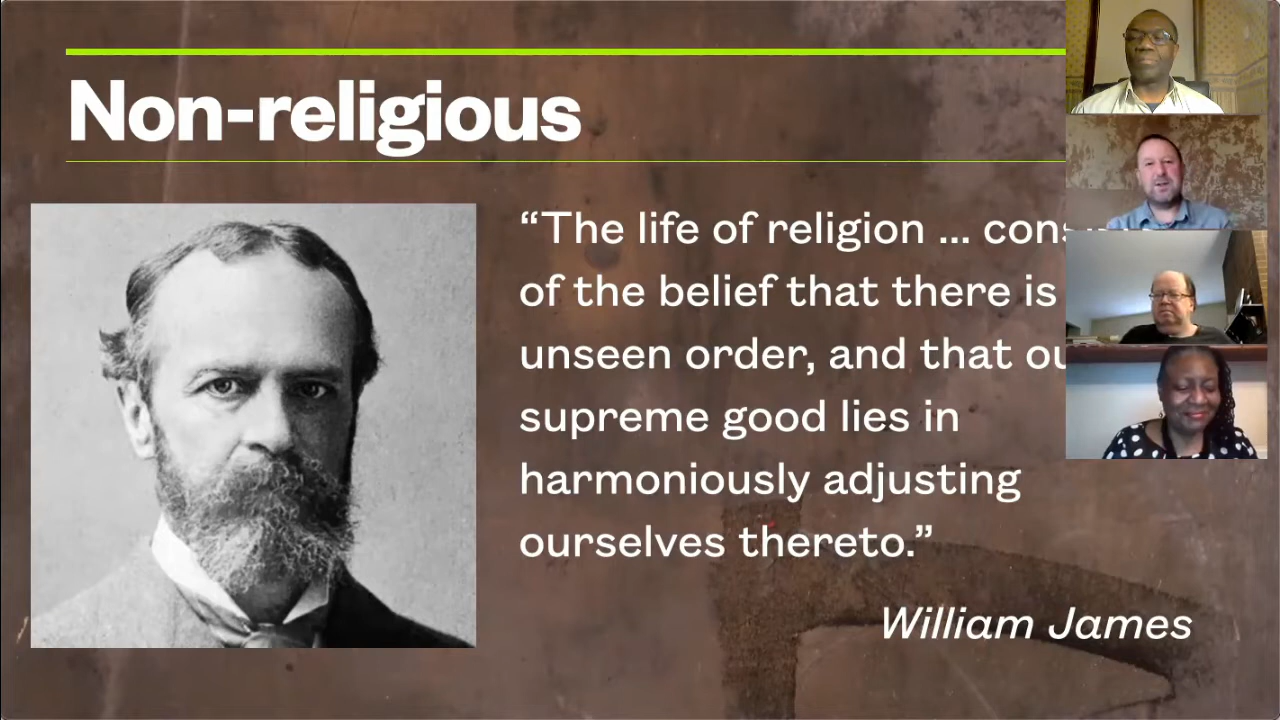 Non-religious
“The life of religion ...
of the belief that there is
unseen order, and that
supreme good lies in
harmoniously adjusting
ourselves thereto.”
William James